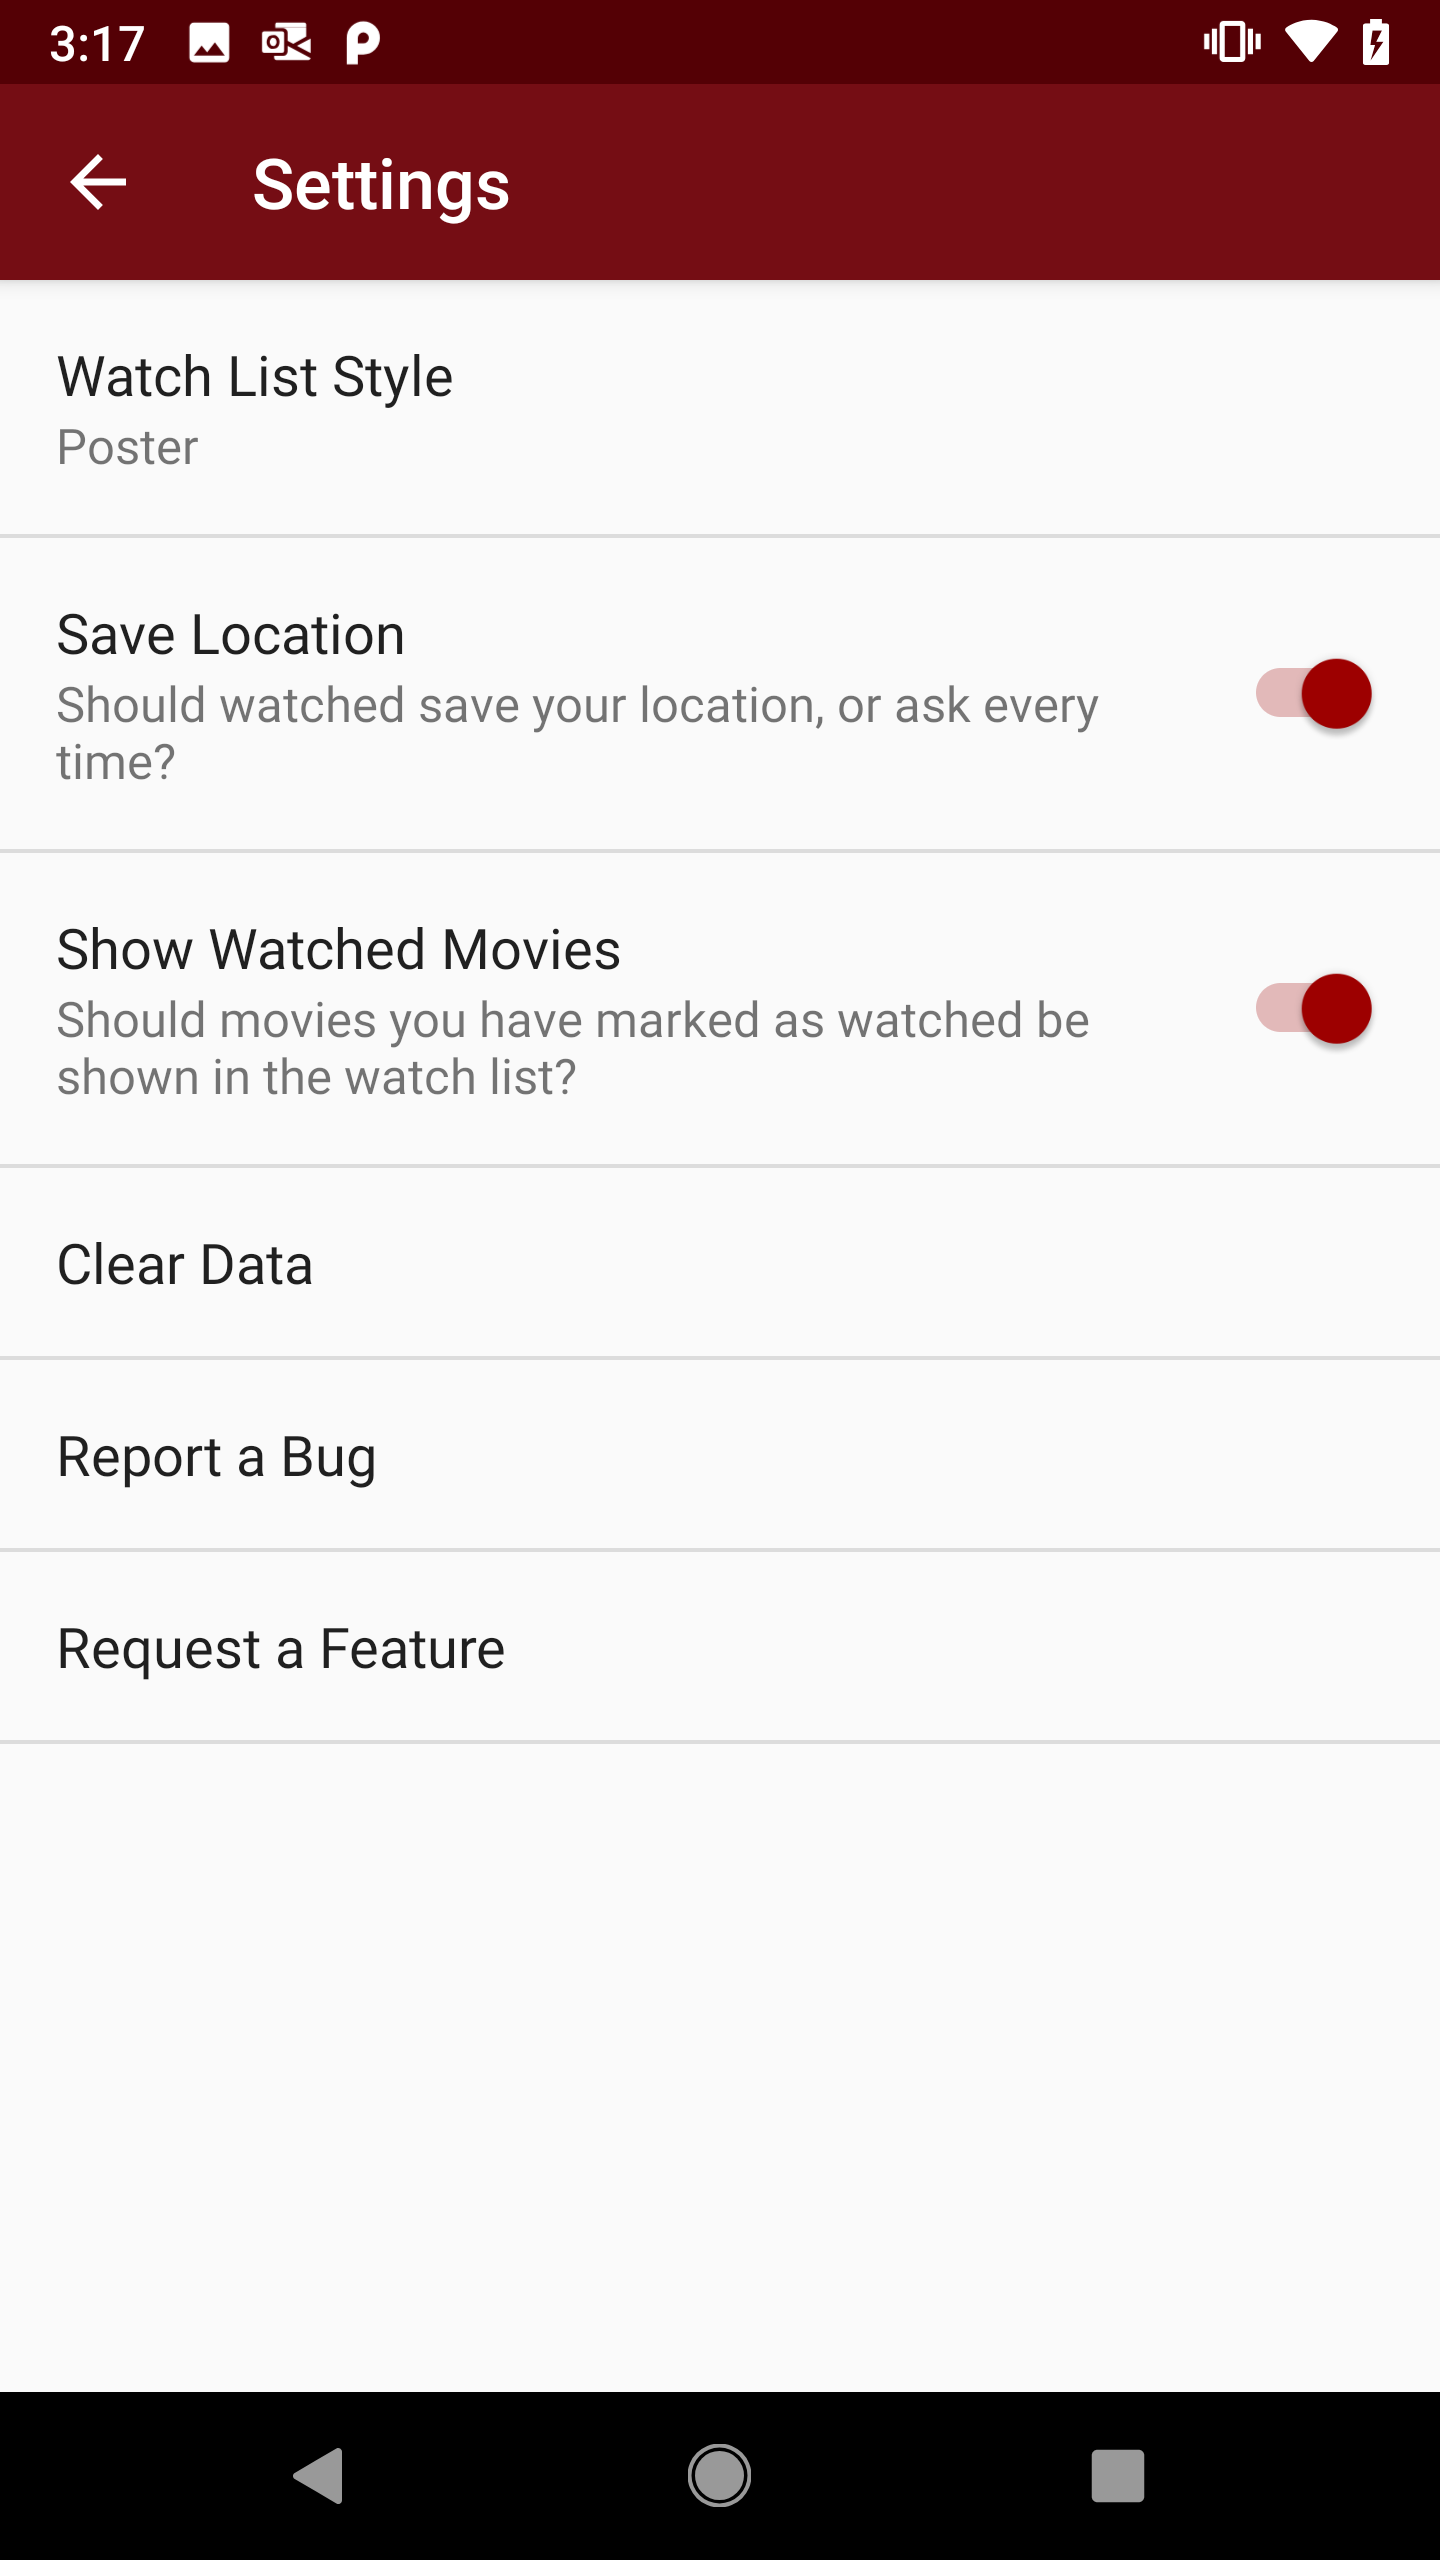 3:17
Settings
Watch List Style
Poster
Save Location
Should watched save your location, or ask every
time?
Show Watched Movies
Should movies you have marked as watched be
shown in the watch list?
Clear Data
Report a Bug
Request a Feature